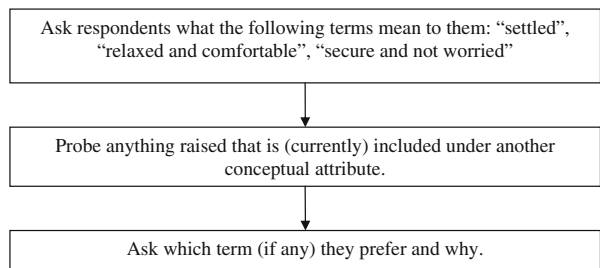 Ask respondents what the following terms mean to them: “settled”,
“relaxed and comfortable”, “secure and not worried”
Probe anything raised that is (currently) included under another
conceptual attribute.
Ask which term (if any) they prefer and why.